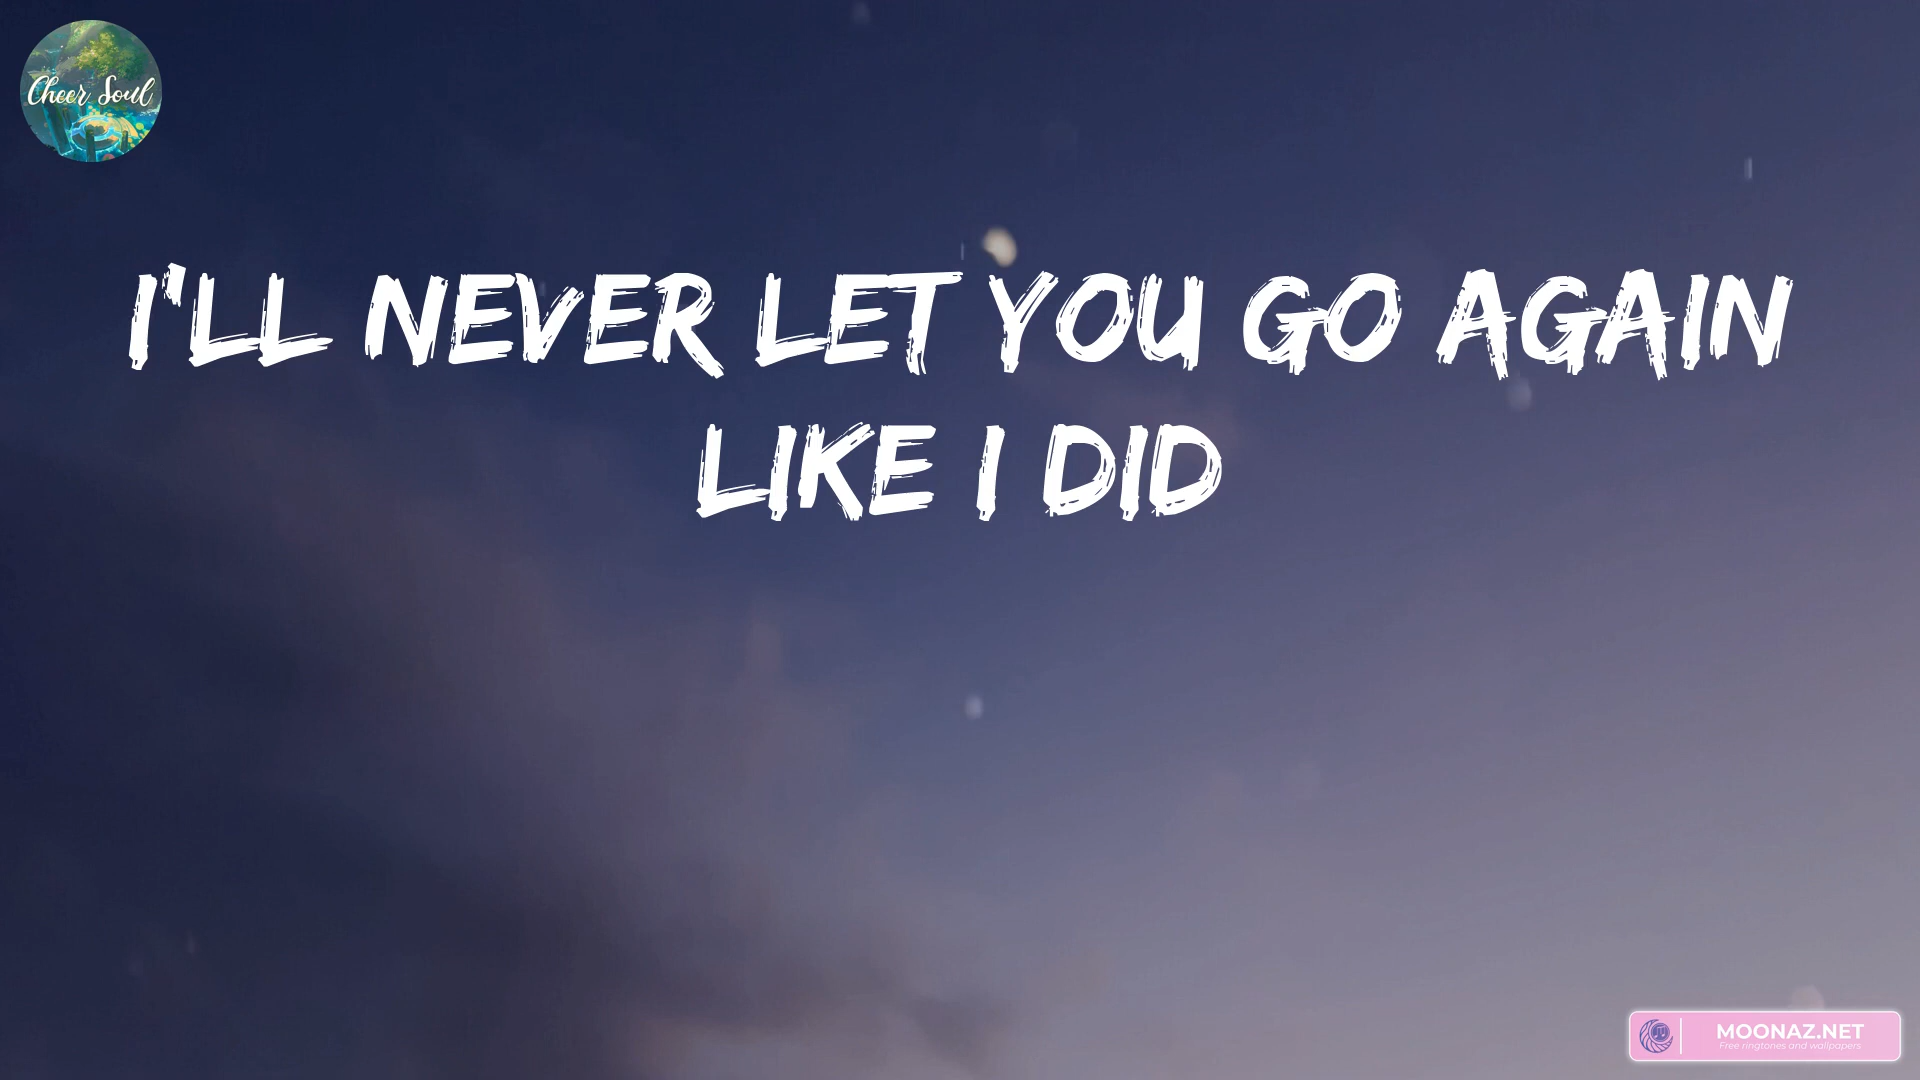 Cheer Soul
I'LL NEVER LET YOU GO AGAIN
LIKE I DID
MOONAZ.NET
Free ringtones and wallpapers